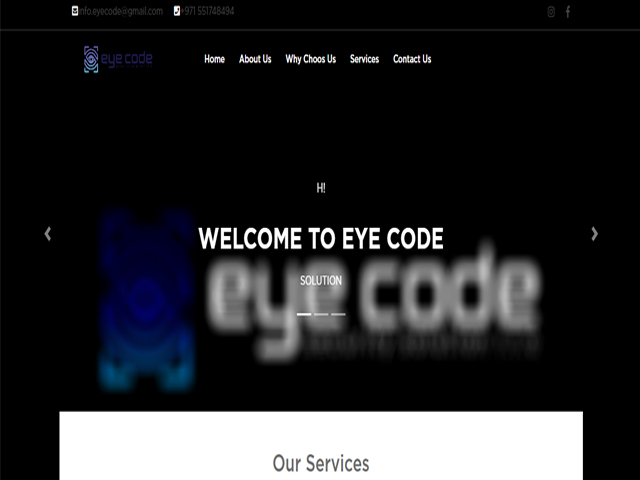 info.eyecode@gmail.com +971 551748494
eye code
Home About Us Why Choos Us Services Contact Us
H!
WELCOME TO EYE CODE
SOLUTION
eye code
Our Services